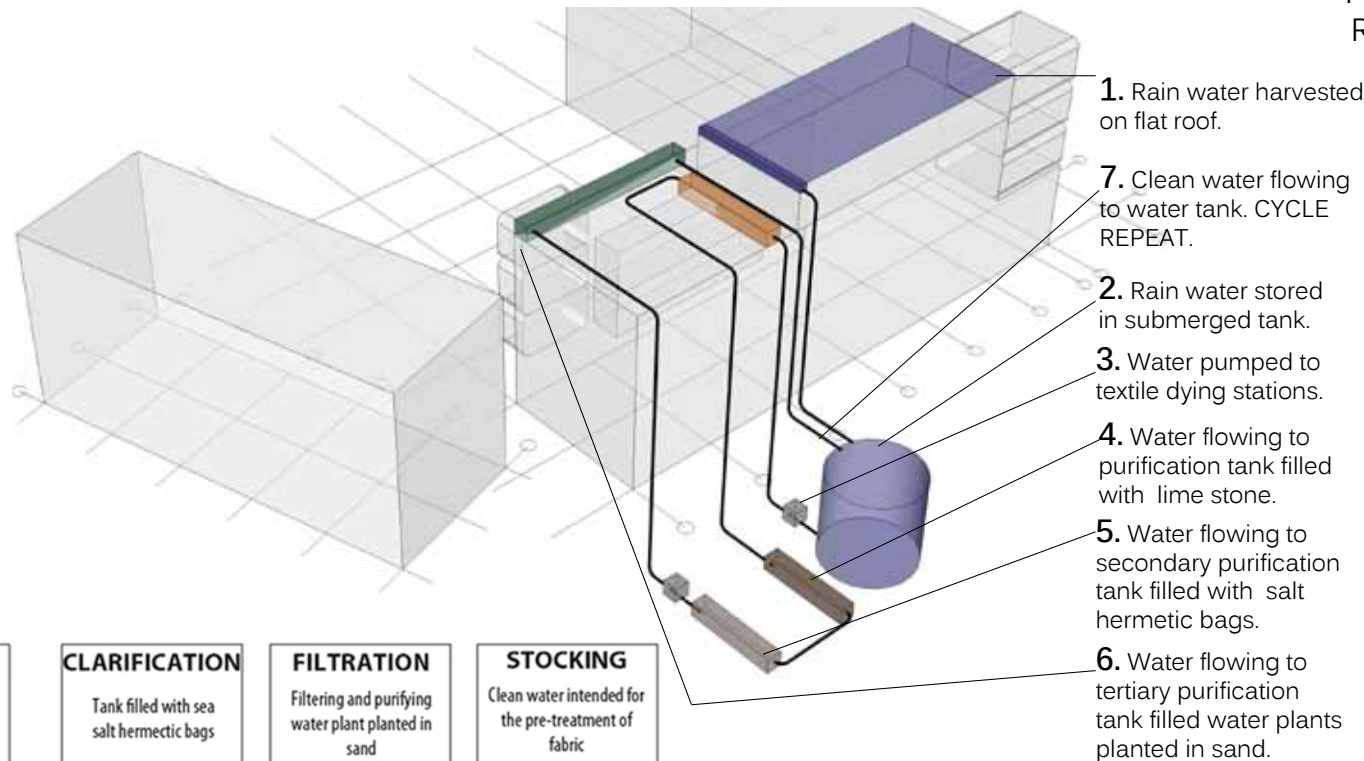 R
1. Rain water harvested
on flat roof.
7. Clean water flowing
to water tank. CYCLE
REPEAT.
2. Rain water stored
in submerged tank.
3. Water pumped to
textile dying stations.
4. Water flowing to
purification tank filled
with lime stone.
5. Water flowing to
secondary purification
tank filled with salt
hermetic bags.
6. Water flowing to
tertiary purification
tank filled water plants
planted in sand.
CLARIFICATION
Tank filled with sea
salt hermectic bags
FILTRATION
Filtering and purifying
water plant planted in
sand
STOCKING
Clean water intended for
the pre-treatment of
fabric